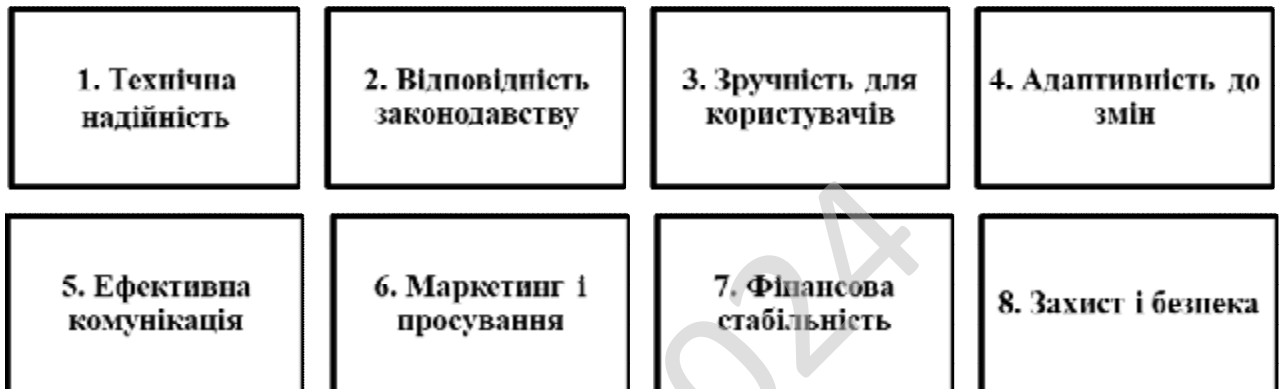 1. Технічна
надійність
2. Відповідність
законодавству
3. Зручність для
користувачів
4. Адаптивність до
змін
5. Ефективна
комунікація
6. Маркетинг і
просування
7. Фінансова
стабільність
8. Захист і безпека
024